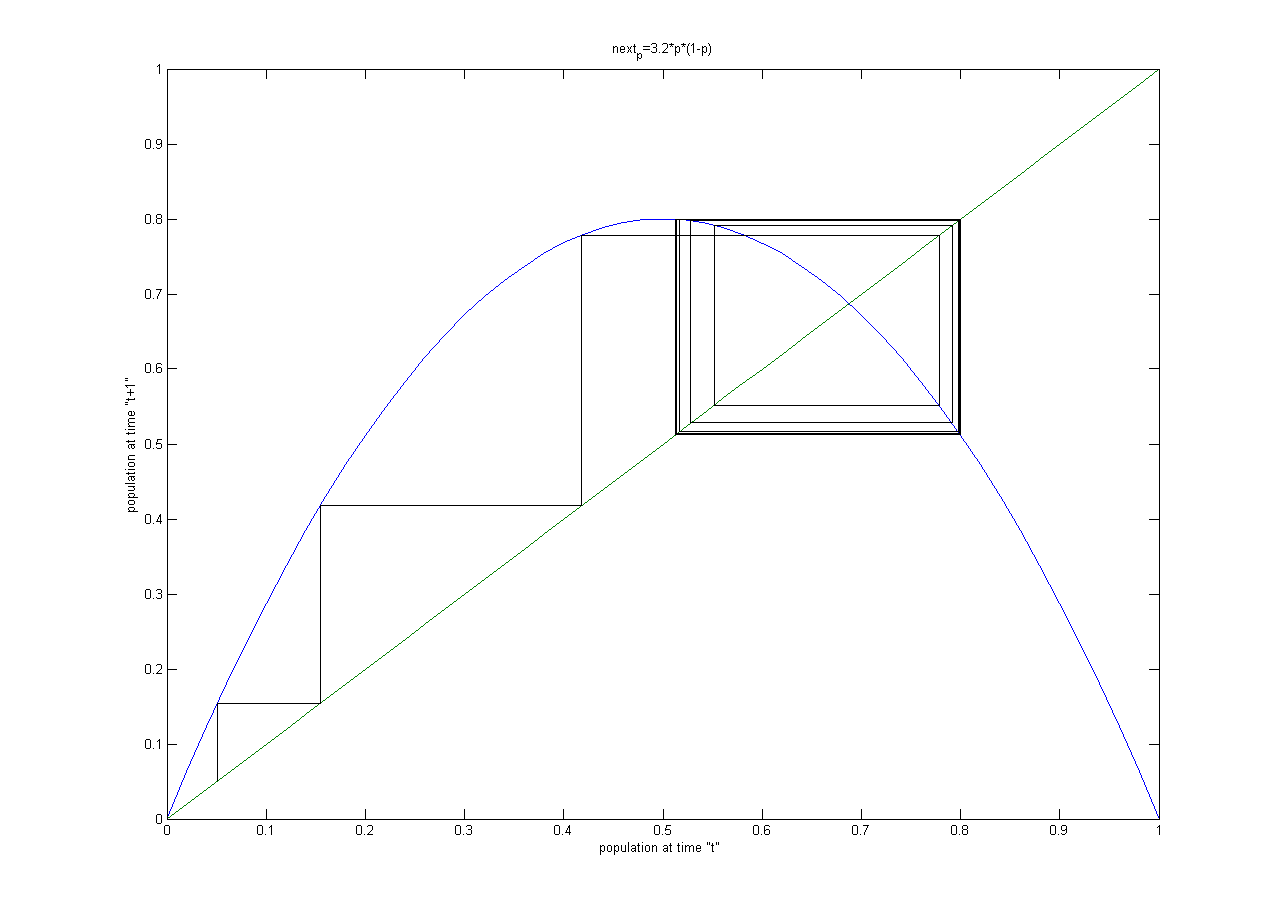 next_p=3.2*p*(1-p)
1
0.9
0.8
0.7
0.6
0.5
0.4
0.3
0.2
0.1
0
population at time "t+1"
0 0.1 0.2 0.3 0.4 0.5 0.6 0.7 0.8 0.9 1
population at time "t"